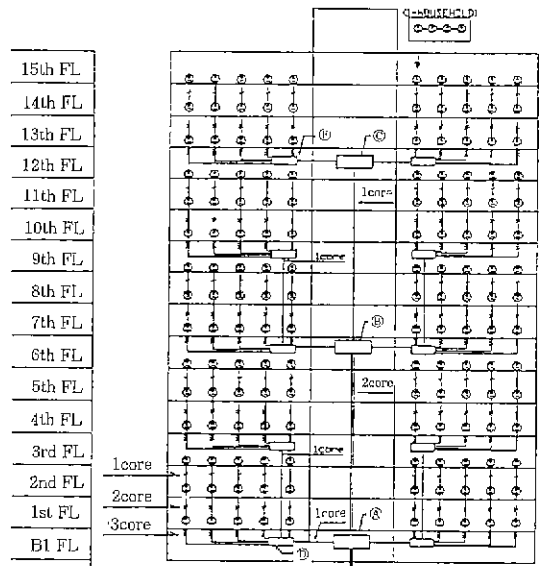 (1-HOUSEHOLD)
15th FL
14th FL
13th FL
Ⓒ
12th FL
11th FL
1core
10th FL
9th FL
1core
8th FL
7th FL
Ⓑ
6th FL
5th FL
2core
4th FL
3rd FL
1core
1core
2nd FL
2core
1st FL
3core
1core
Ⓐ
B1 FL
Ⓓ